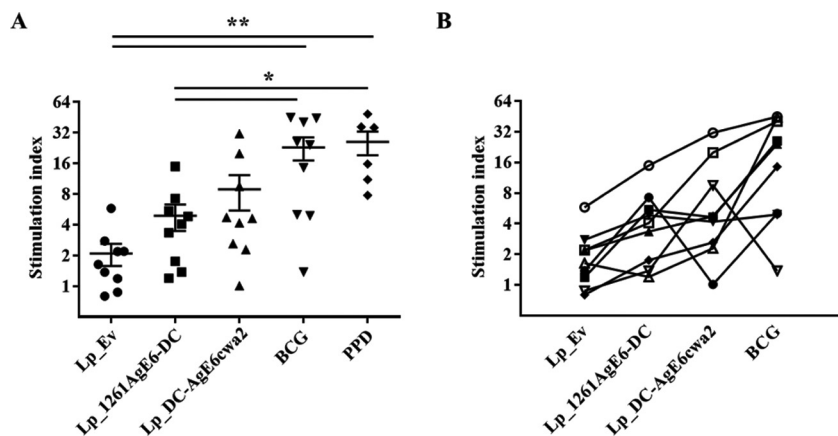 A
**
*
Stimulation index
64
32
16
8
4
2
1
Lp_Ev
Lp_1261AgE6-DC
Lp_DC-AgE6cwa2
BCG
PPD
B
Stimulation index
64
32
16
8
4
2
1
Lp_Ev
Lp_1261AgE6-DC
Lp_DC-AgE6cwa2
BCG